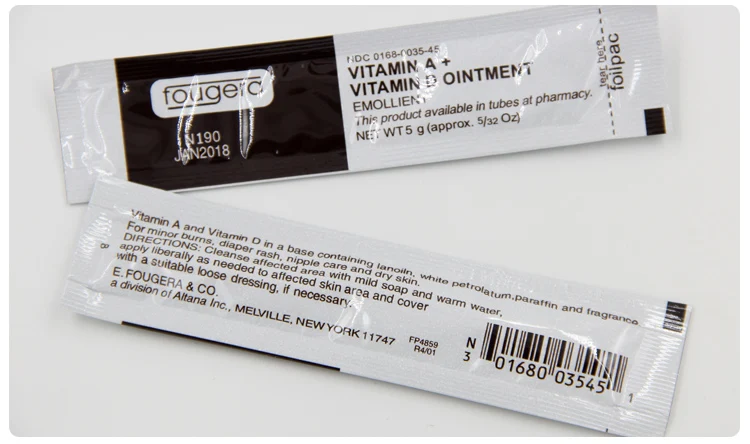 fougera
N190
JAN2018
NDC 0168-0035-45
VITAMIN A +
VITAMIN D OINTMENT
EMOLLIENT
This product available in tubes at pharmacy.
NET WT 5 g (approx. 5/32 Oz)
tear here
foilpac
Vitamin A and Vitamin D in a base containing lanolin, white petrolatum, paraffin and fragrance
For minor burns, diaper rash, nipple care and dry skin.
DIRECTIONS: Cleanse affected area with mild soap and warm water,
apply liberally as needed to affected skin area and cover
with a suitable loose dressing, if necessary.
E. FOUGERA & CO.
a division of Altana Inc., MELVILLE, NEW YORK 11747
FP4859
R4/01
8
N
3
01680 03545
1